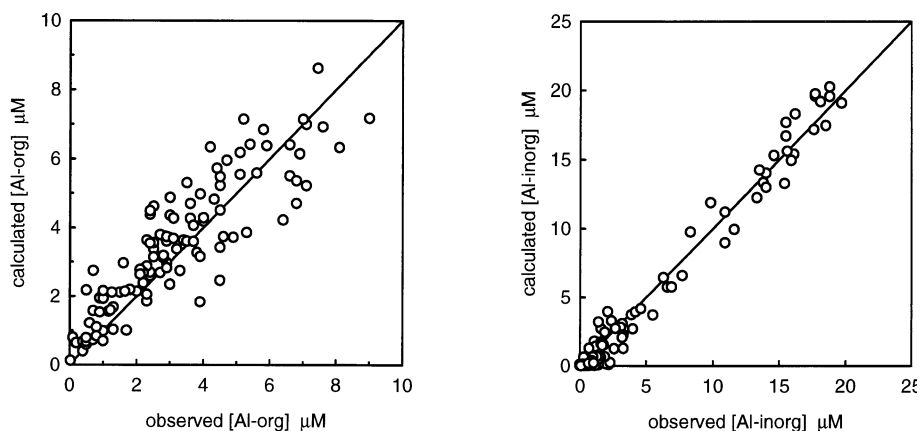 10
8
6
4
2
0
calculated [Al-org] μM
0 2 4 6 8 10
observed [Al-org] μM
25
20
15
10
5
0
calculated [Al-inorg] μM
0 5 10 15 20 25
observed [Al-inorg] μM